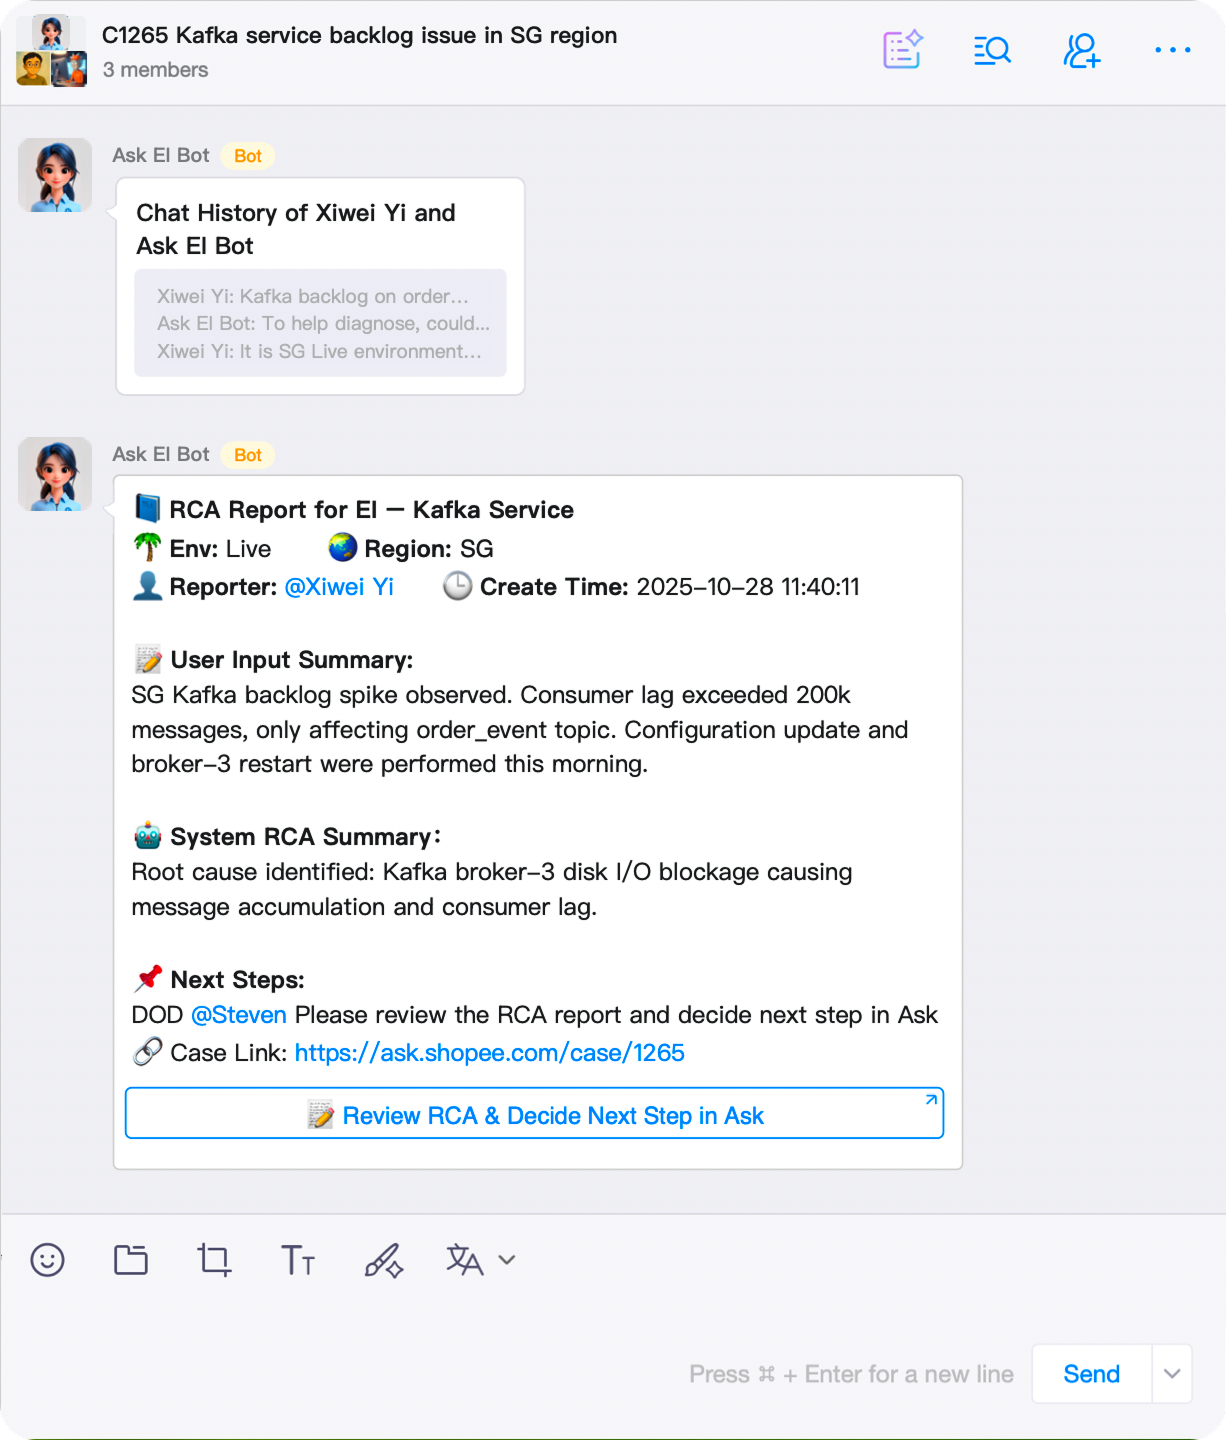 C1265 Kafka service backlog issue in SG region
3 members
Ask EI Bot Bot
Chat History of Xiwei Yi and
Ask EI Bot
Xiwei Yi: Kafka backlog on order...
Ask EI Bot: To help diagnose, could...
Xiwei Yi: It is SG Live environment...
Ask EI Bot Bot
RCA Report for EI – Kafka Service
Env: Live Region: SG
Reporter: @Xiwei Yi Create Time: 2025-10-28 11:40:11
User Input Summary:
SG Kafka backlog spike observed. Consumer lag exceeded 200k
messages, only affecting order_event topic. Configuration update and
broker-3 restart were performed this morning.
System RCA Summary:
Root cause identified: Kafka broker-3 disk I/O blockage causing
message accumulation and consumer lag.
Next Steps:
DOD @Steven Please review the RCA report and decide next step in Ask
Case Link: https://ask.shopee.com/case/1265
Review RCA & Decide Next Step in Ask
Press ⌘ + Enter for a new line
Send